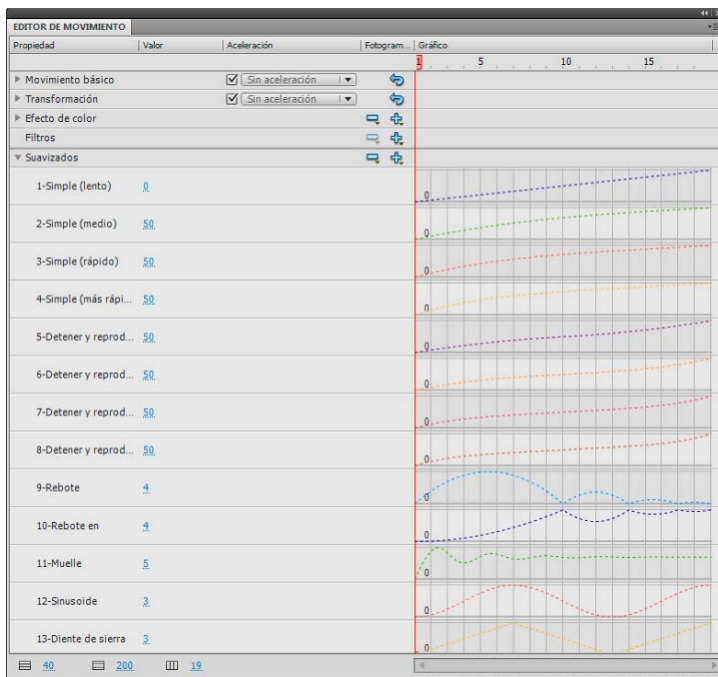 EDITOR DE MOVIMIENTO
Propiedad Valor Aceleración Fotogram... Gráfico
1 5 10 15
Movimiento básico Sin aceleración
Transformación Sin aceleración
Efecto de color
Filtros
Suavizados
1-Simple (lento) 0 0
2-Simple (medio) 50 0
3-Simple (rápido) 50 0
4-Simple (más rápi... 50 0
5-Detener y reprod... 50 0
6-Detener y reprod... 50 0
7-Detener y reprod... 50 0
8-Detener y reprod... 50 0
9-Rebote 4 0
10-Rebote en 4 0
11-Muelle 5 0
12-Sinusoide 3 0
13-Diente de sierra 3 0
40 200 19